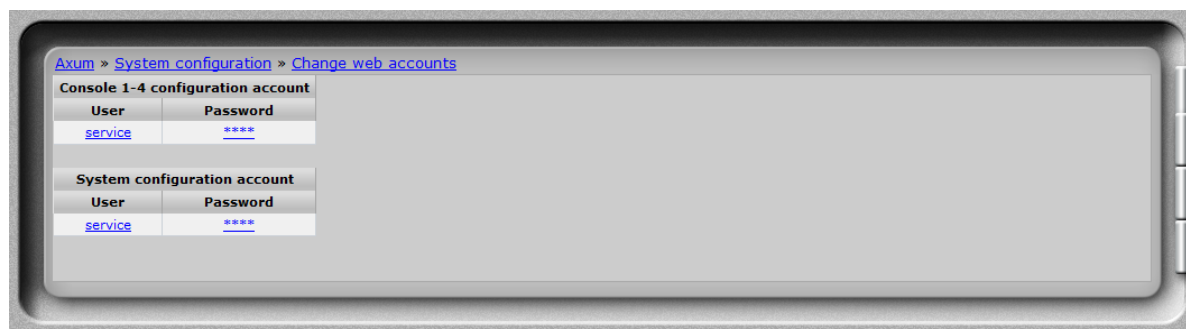 Axum » System configuration » Change web accounts
Console 1-4 configuration account
User Password
service ****
System configuration account
User Password
service ****